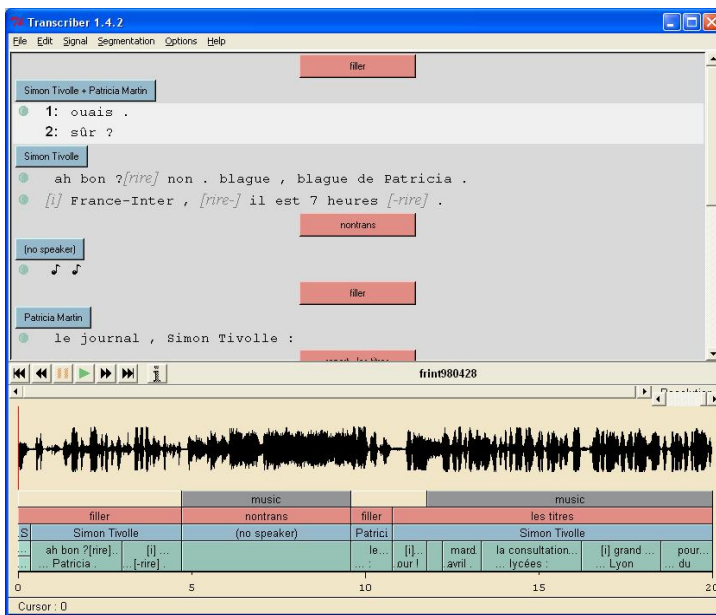 Transcriber 1.4.2
File Edit Signal Segmentation Options Help
filler
Simon Tivolle + Patricia Martin
1: ouais .
2: sûr ?
Simon Tivolle
ah bon ?[rire] non . blague , blague de Patricia .
[i] France-Inter , [rire-] il est 7 heures [-rire] .
nontrans
(no speaker)
♪ ♪
filler
Patricia Martin
le journal , Simon Tivolle :
frint980428
music music
filler nontrans filler les titres
.S Simon Tivolle (no speaker) Patrici Simon Tivolle
... ah bon ?[rire]... [i] ... le... [i]... mard. la consultation... [i] grand ... pour...
... ... Patricia . ... [-rire] . ... : ... our ! avril . ... lycées : ... Lyon ... du
0 5 10 15 20
Cursor : 0